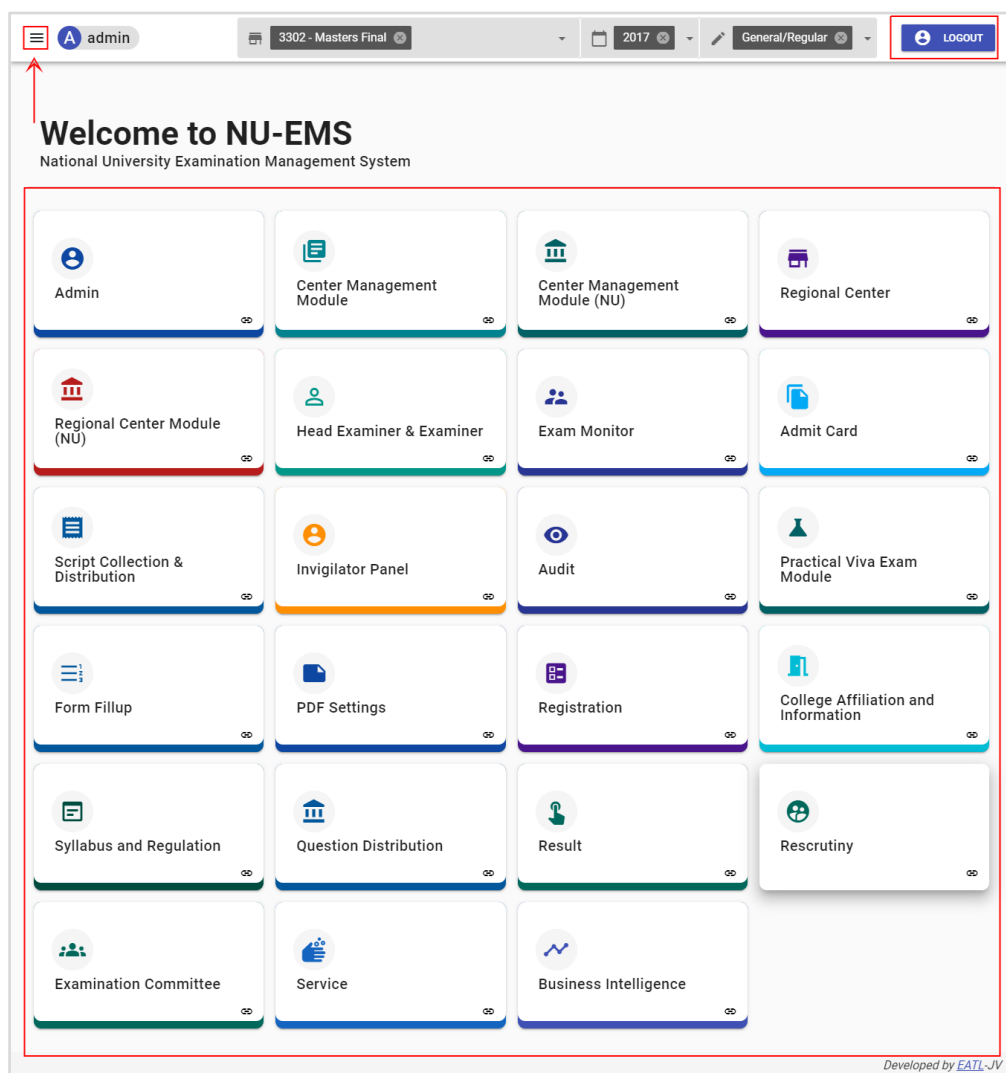 A admin
3302 - Masters Final
2017
General/Regular
LOGOUT
Welcome to NU-EMS
National University Examination Management System
Admin
Center Management
Module
Center Management
Module (NU)
Regional Center
Regional Center Module
(NU)
Head Examiner & Examiner
Exam Monitor
Admit Card
Script Collection &
Distribution
Invigilator Panel
Audit
Practical Viva Exam
Module
Form Fillup
PDF Settings
Registration
College Affiliation and
Information
Syllabus and Regulation
Question Distribution
Result
Rescrutiny
Examination Committee
Service
Business Intelligence
Developed by EATL-JV